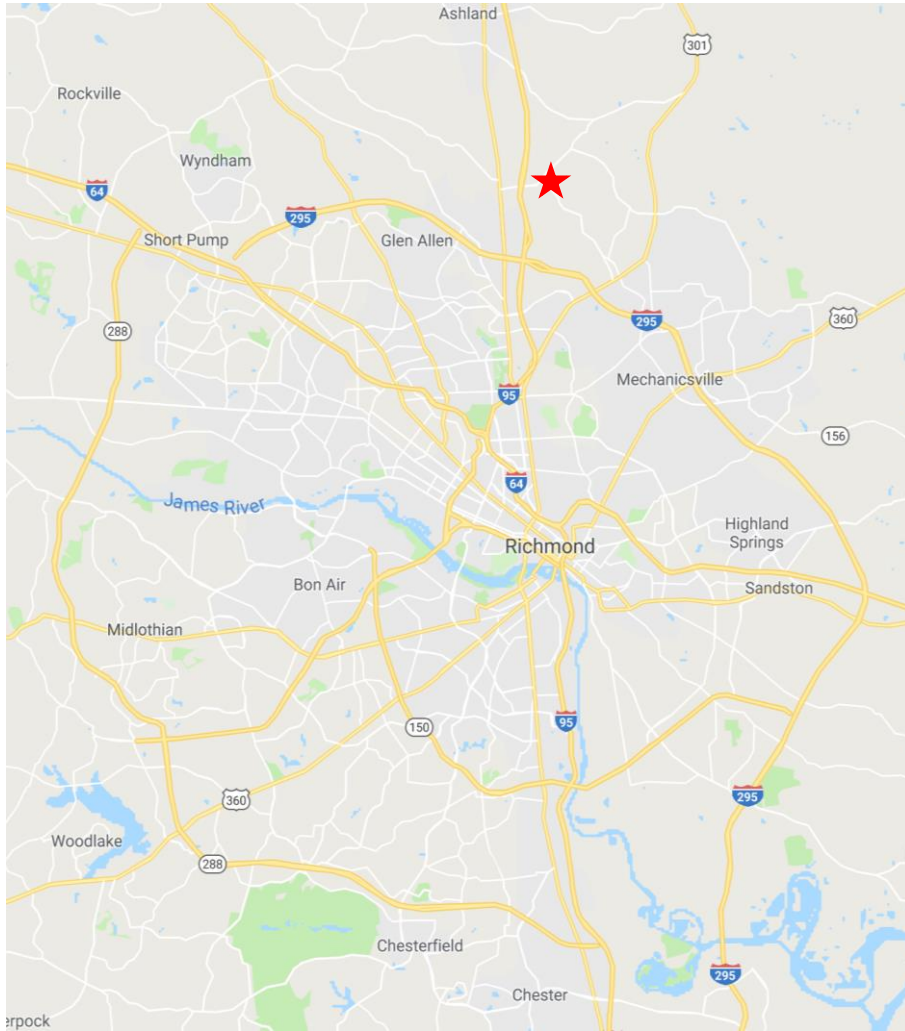 Ashland
301
Rockville
Wyndham
64
295
Short Pump
Glen Allen
288
295
360
Mechanicsville
95
156
64
James River
Highland
Springs
Richmond
Bon Air
Sandston
Midlothian
95
150
295
360
Woodlake
288
Chesterfield
295
Chester
erpock